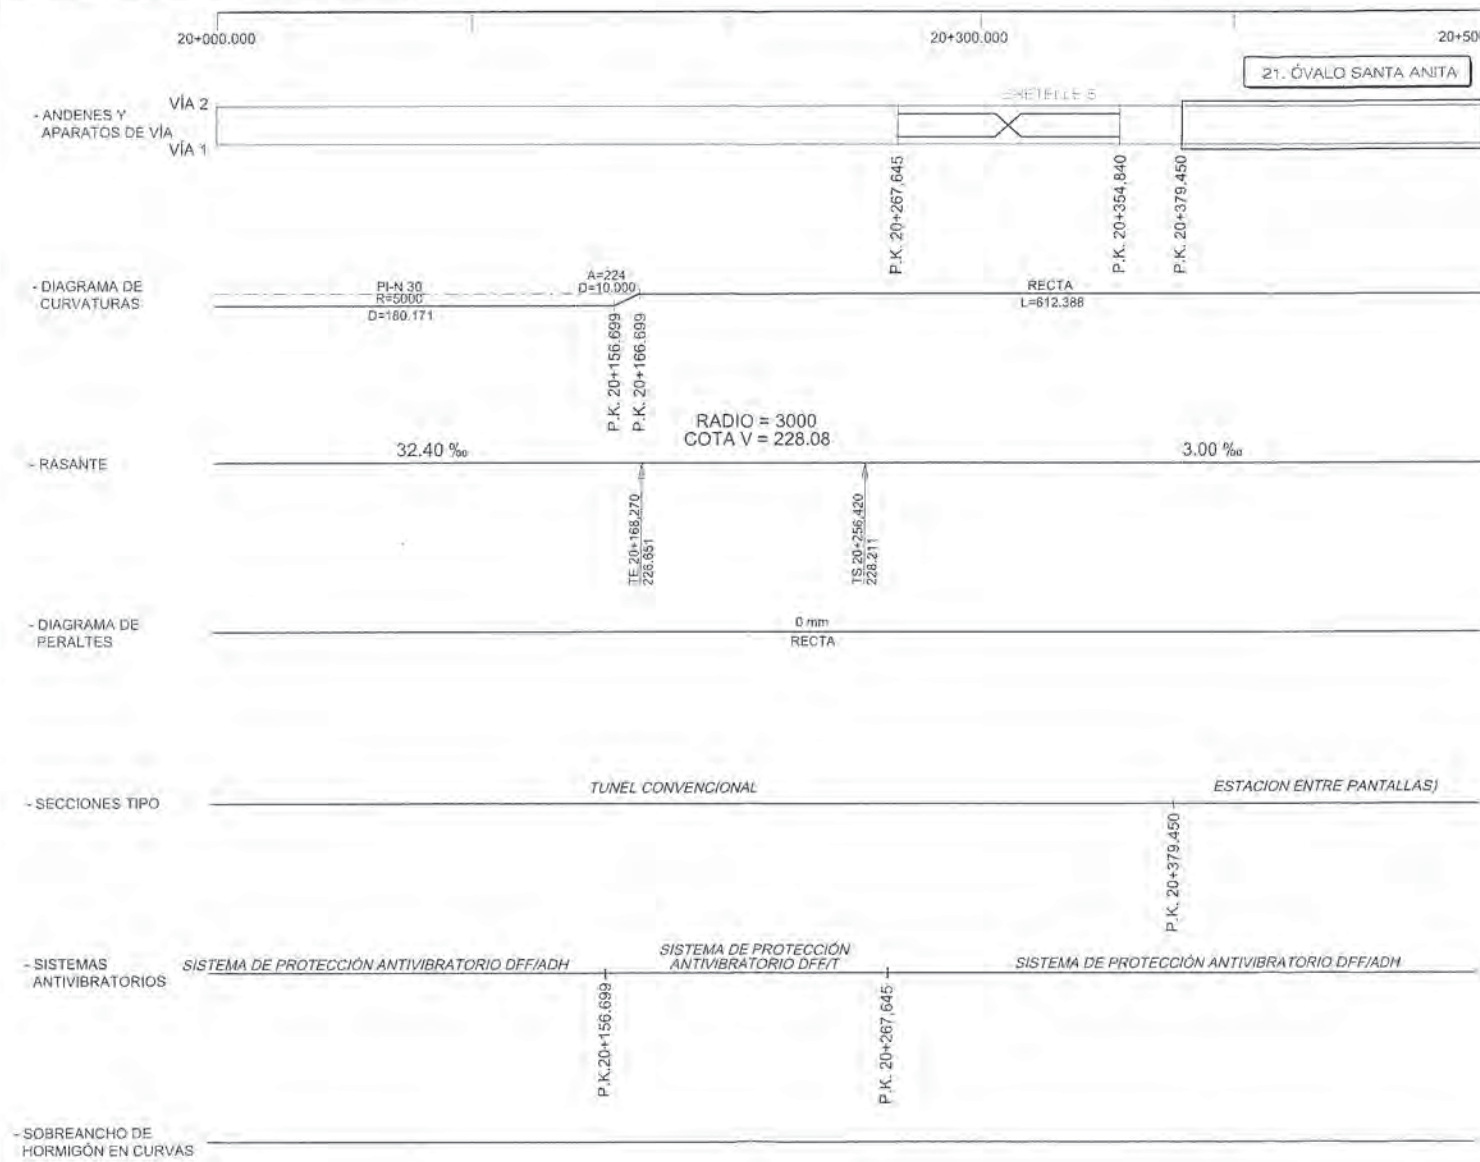 20+000.000
20+300.000
20+50
21. ÓVALO SANTA ANITA
- ANDENES Y
APARATOS DE VÍA
VÍA 2
VÍA 1
P.K. 20+267,645
P.K. 20+354,840
P.K. 20+379.450
- DIAGRAMA DE
CURVATURAS
PI-N 30
R=5000
D=180.171
A=224
D=10.000
RECTA
L=612.388
P.K. 20+156.699
P.K. 20+166.699
RADIO = 3000
COTA V = 228.08
- RASANTE
32.40 ‰
3.00 ‰
TE 20+168,270
TS 20+256,420
228.211
- DIAGRAMA DE
PERALTES
0 mm
RECTA
- SECCIONES TIPO
TUNEL CONVENCIONAL
ESTACION ENTRE PANTALLAS)
P.K. 20+379.450
- SISTEMAS
ANTIVIBRATORIOS
SISTEMA DE PROTECCIÓN ANTIVIBRATORIO DFF/ADH
SISTEMA DE PROTECCIÓN
ANTIVIBRATORIO DFF/T
SISTEMA DE PROTECCIÓN ANTIVIBRATORIO DFF/ADH
P.K.20+156.699
P.K. 20+267,645
- SOBREANCHO DE
HORMIGÓN EN CURVAS